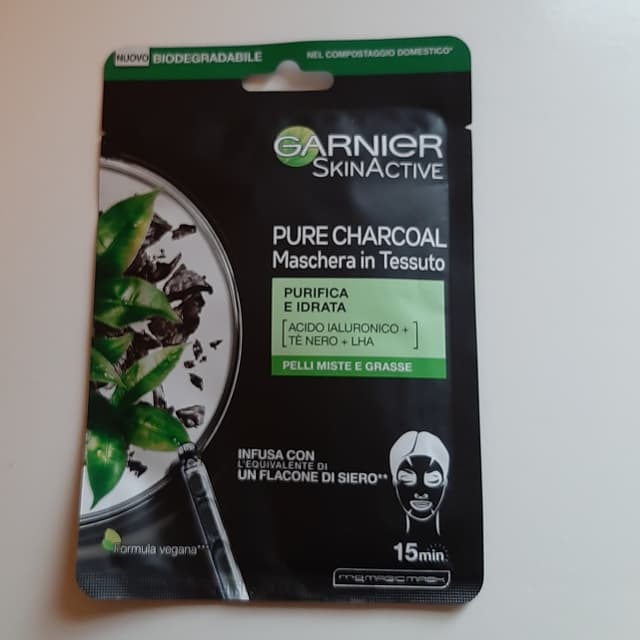 NUOVO BIODEGRADABILE NEL COMPOSTAGGIO DOMESTICO*
GARNIER
SKINACTIVE
PURE CHARCOAL
Maschera in Tessuto
PURIFICA
E IDRATA
[ACIDO IALURONICO +
TÈ NERO + LHA]
PELLI MISTE E GRASSE
INFUSA CON
L'EQUIVALENTE DI
UN FLACONE DI SIERO**
Formula vegana***
15min